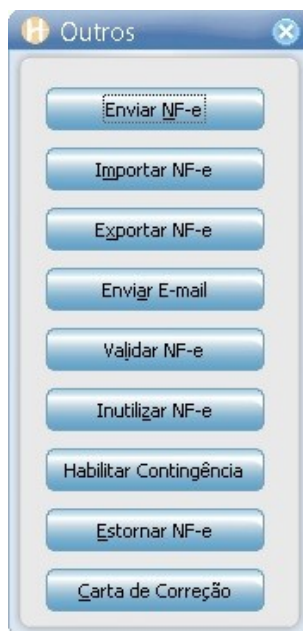 Outros
Enviar NF-e
Importar NF-e
Exportar NF-e
Enviar E-mail
Validar NF-e
Inutilizar NF-e
Habilitar Contingência
Estornar NF-e
Carta de Correção